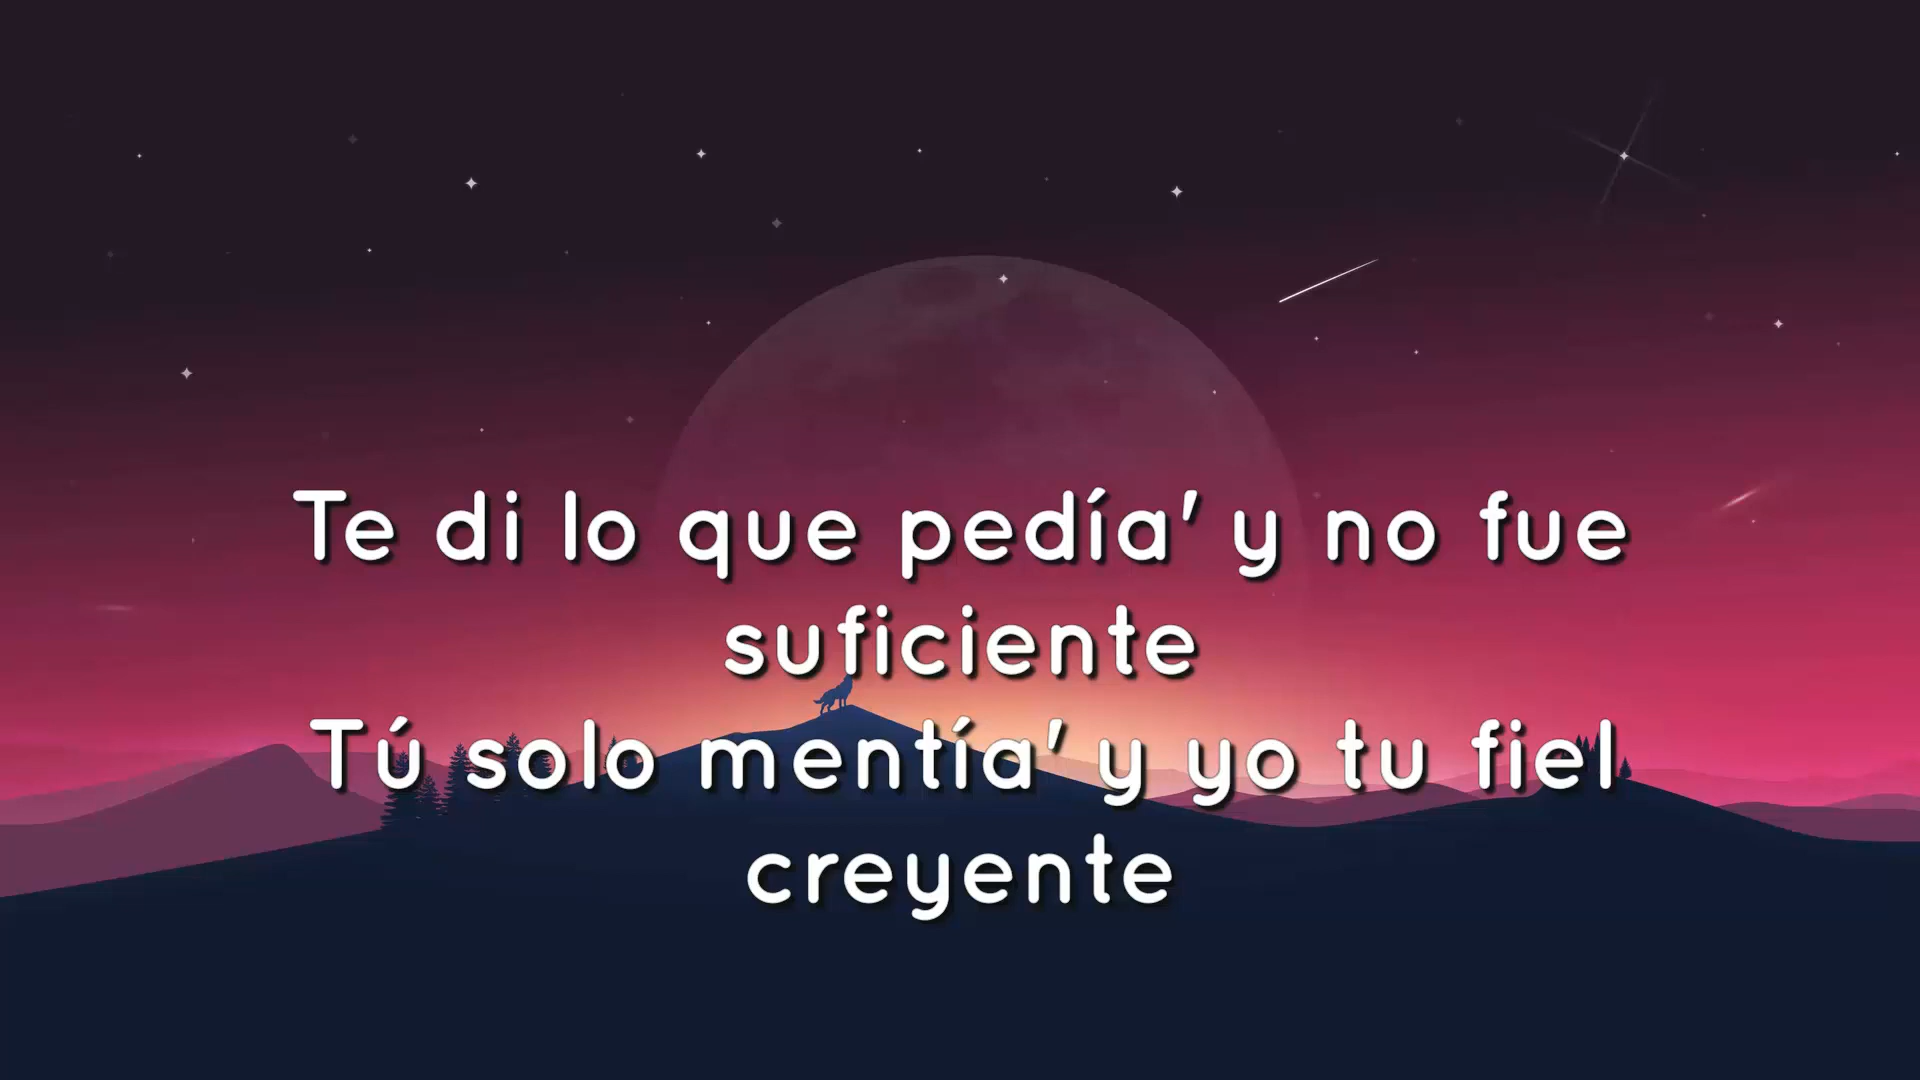 Te di lo que pedía' y no fue
suficiente
Tú solo mentía' y yo tu fiel
creyente